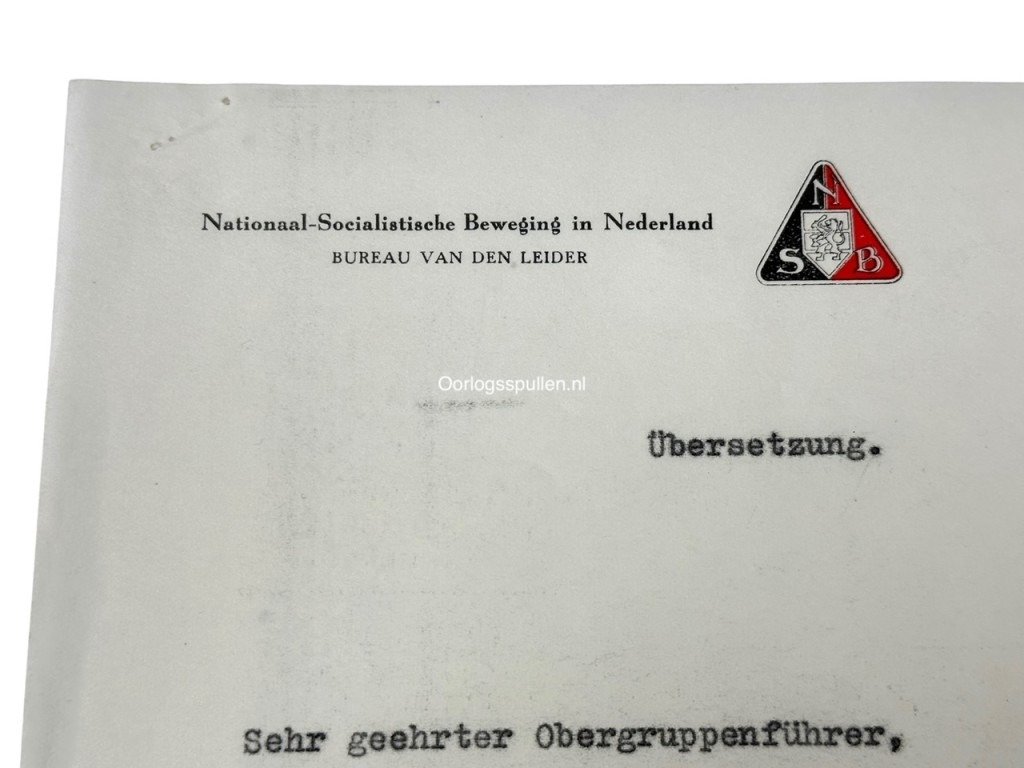 Nationaal-Socialistische Beweging in Nederland
BUREAU VAN DEN LEIDER
N
S B
Oorlogsspullen.nl
Übersetzung.
Sehr geehrter Obergruppenführer,